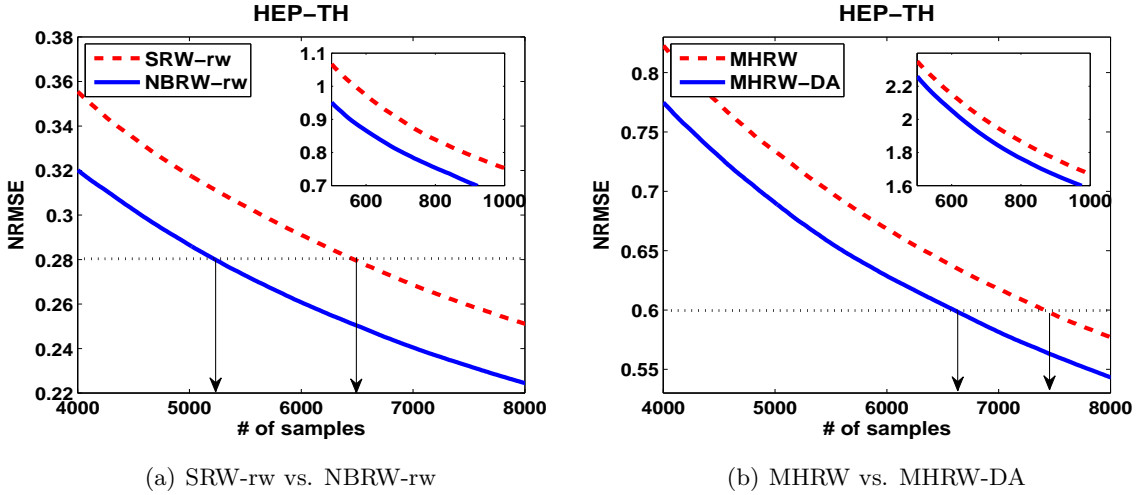 HEP−TH
0.38
0.36
0.34
0.32
0.3
0.28
0.26
0.24
0.22
NRMSE
SRW−rw
NBRW−rw
1.1
1
0.9
0.8
0.7
600 800 1000
4000 5000 6000 7000 8000
# of samples
(a) SRW-rw vs. NBRW-rw
HEP−TH
0.8
0.75
0.7
0.65
0.6
0.55
NRMSE
MHRW
MHRW−DA
2.2
2
1.8
1.6
600 800 1000
4000 5000 6000 7000 8000
# of samples
(b) MHRW vs. MHRW-DA